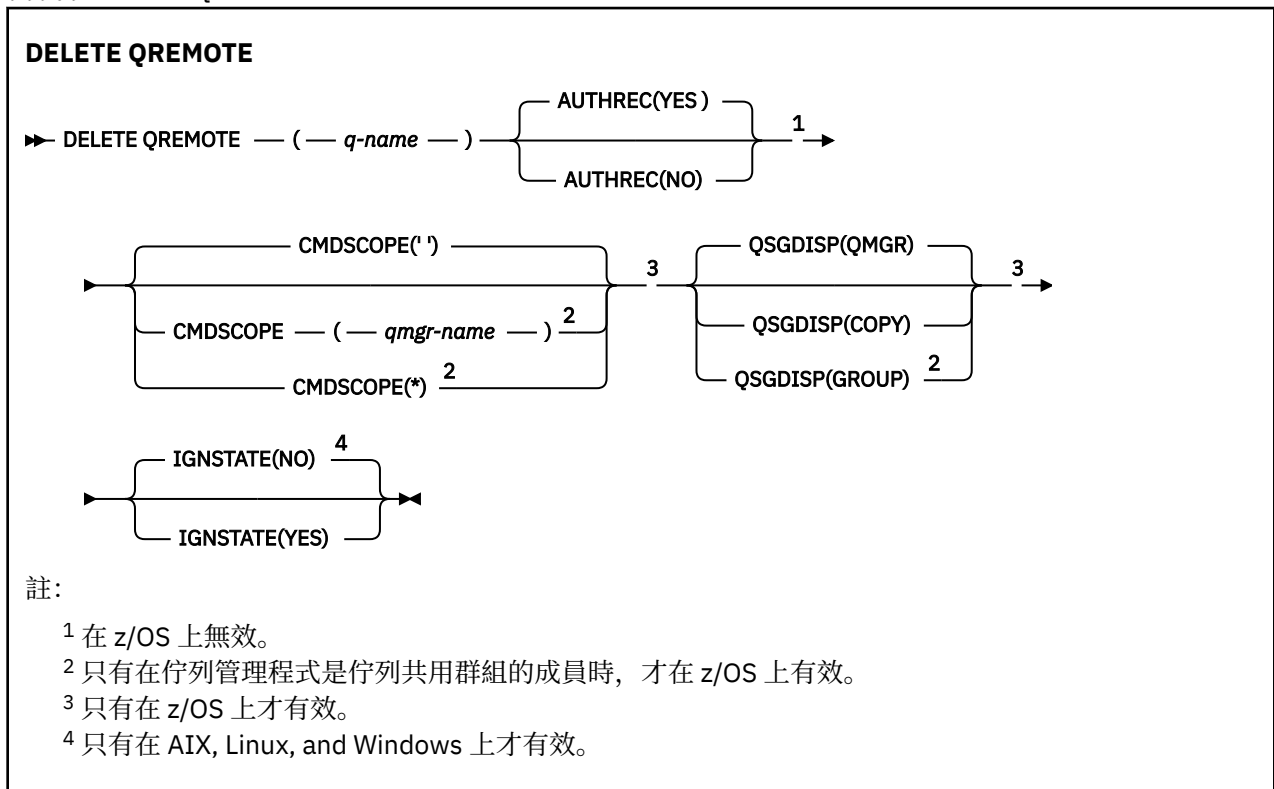 DELETE QREMOTE
AUTHREC(YES )
DELETE QREMOTE ( q-name ) 1
AUTHREC(NO)
CMDSCOPE(' ') QSGDISP(QMGR)
3 3
CMDSCOPE ( qmgr-name ) 2 QSGDISP(COPY)
CMDSCOPE(*) 2 QSGDISP(GROUP) 2
IGNSTATE(NO) 4
IGNSTATE(YES)
註：
1 在 z/OS 上無效。
2 只有在佇列管理程式是佇列共用群組的成員時，才在 z/OS 上有效。
3 只有在 z/OS 上才有效。
4 只有在 AIX, Linux, and Windows 上才有效。